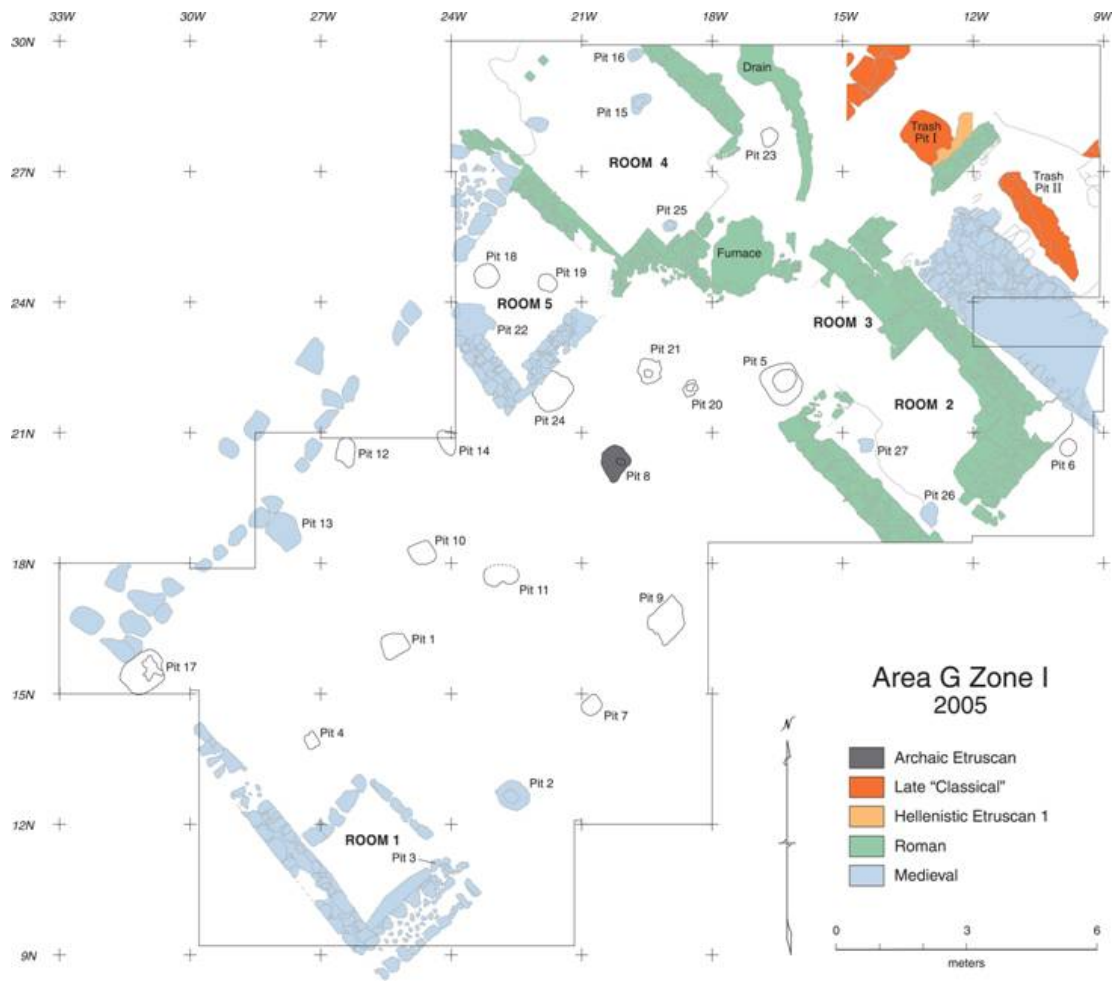 33W 30W 27W 24W 21W 18W 15W 12W 9W
30N
Pit 16
Drain
Pit 15
Trash
Pit I
Pit 23
ROOM 4
27N
Trash
Pit II
Pit 25
Furnace
Pit 18
Pit 19
24N
ROOM 5
ROOM 3
Pit 22
Pit 21
Pit 5
Pit 20
ROOM 2
Pit 24
21N
Pit 12
Pit 14
Pit 27
Pit 6
Pit 8
Pit 26
Pit 13
Pit 10
18N
Pit 11
Pit 9
Pit 1
Pit 17
15N
Pit 7
Pit 4
Pit 2
12N
ROOM 1
Pit 3
9N
Area G Zone I
2005
N
Archaic Etruscan
Late "Classical"
Hellenistic Etruscan 1
Roman
Medieval
0 3 6
meters